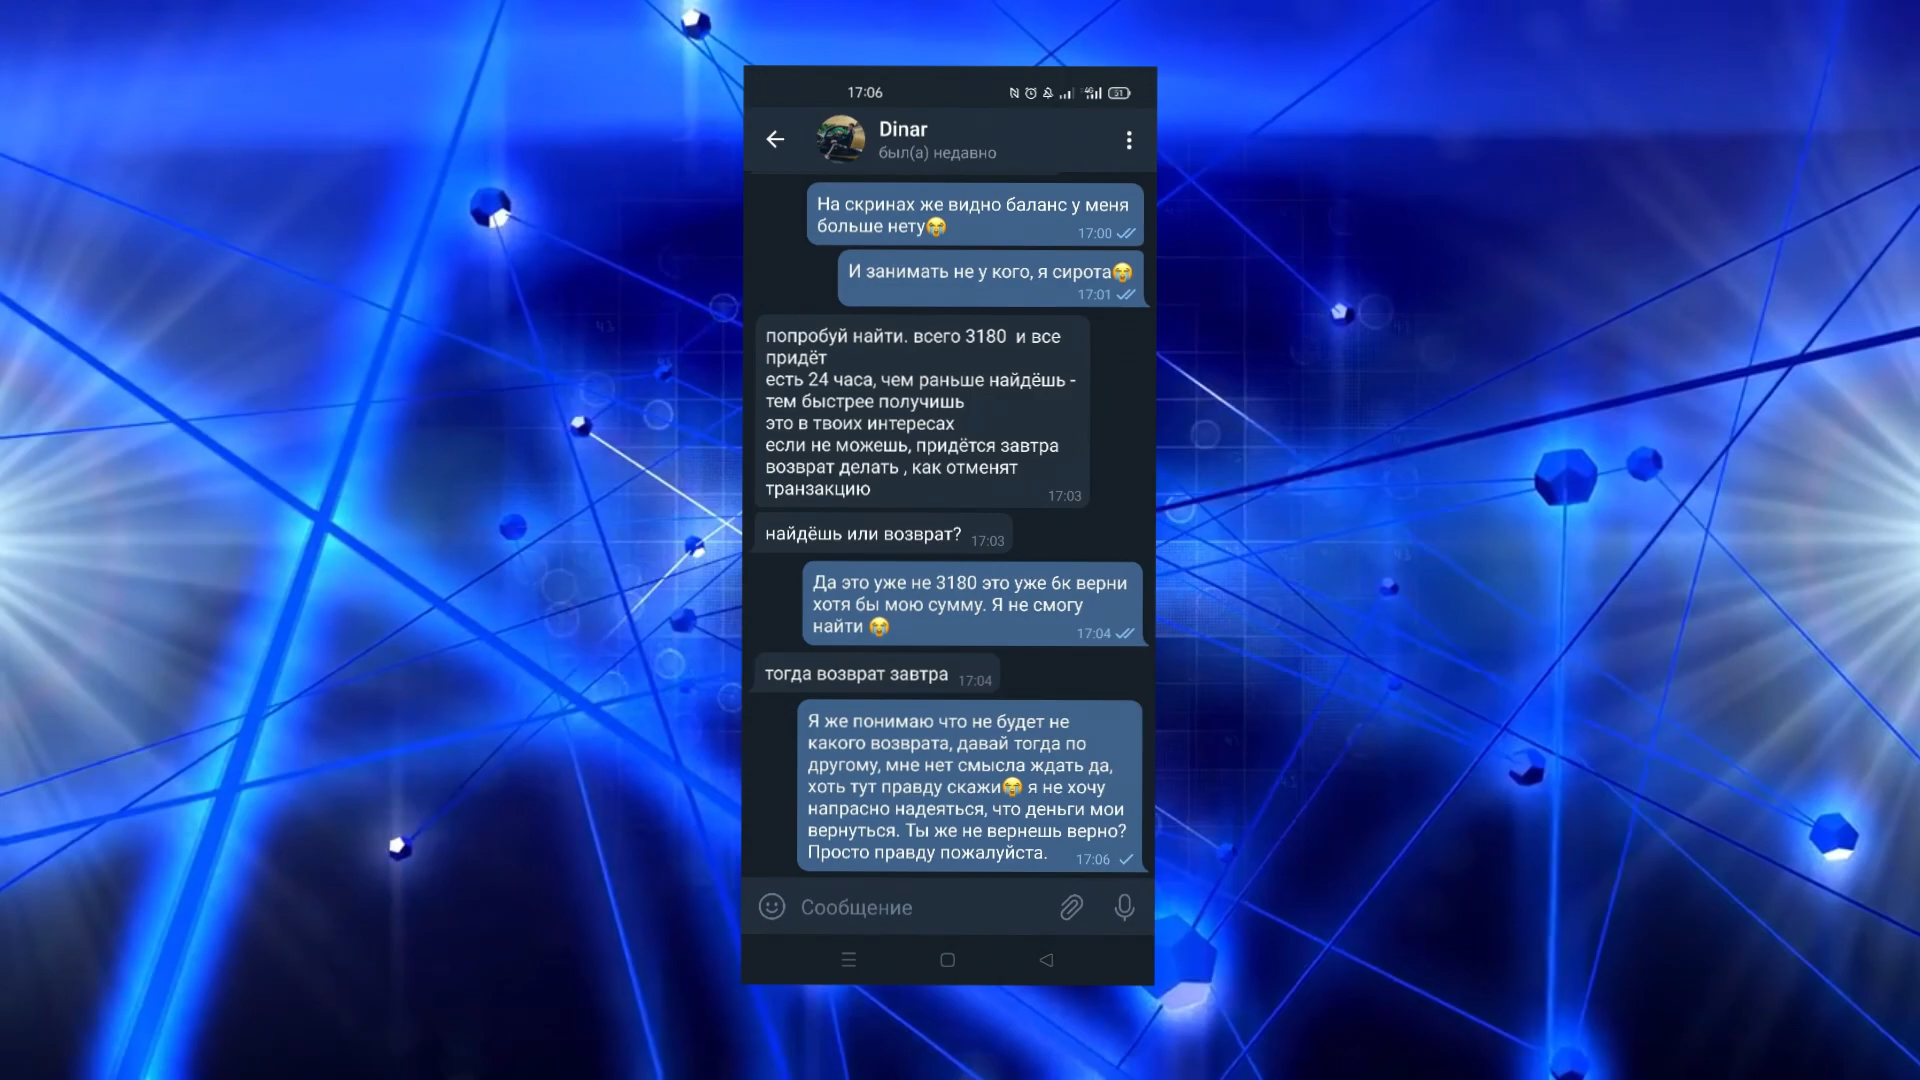 17:06
4G
51
Dinar
был(а) недавно
На скринах же видно баланс у меня
больше нету😭
17:00
И занимать не у кого, я сирота😭
17:01
попробуй найти. всего 3180 и все
придёт
есть 24 часа, чем раньше найдёшь -
тем быстрее получишь
это в твоих интересах
если не можешь, придётся завтра
возврат делать , как отменят
транзакцию
17:03
найдёшь или возврат?
17:03
Да это уже не 3180 это уже 6к верни
хотя бы мою сумму. Я не смогу
найти 😭
17:04
тогда возврат завтра
17:04
Я же понимаю что не будет не
какого возврата, давай тогда по
другому, мне нет смысла ждать да,
хоть тут правду скажи😭 я не хочу
напрасно надеяться, что деньги мои
вернуться. Ты же не вернешь верно?
Просто правду пожалуйста.
17:06
Сообщение